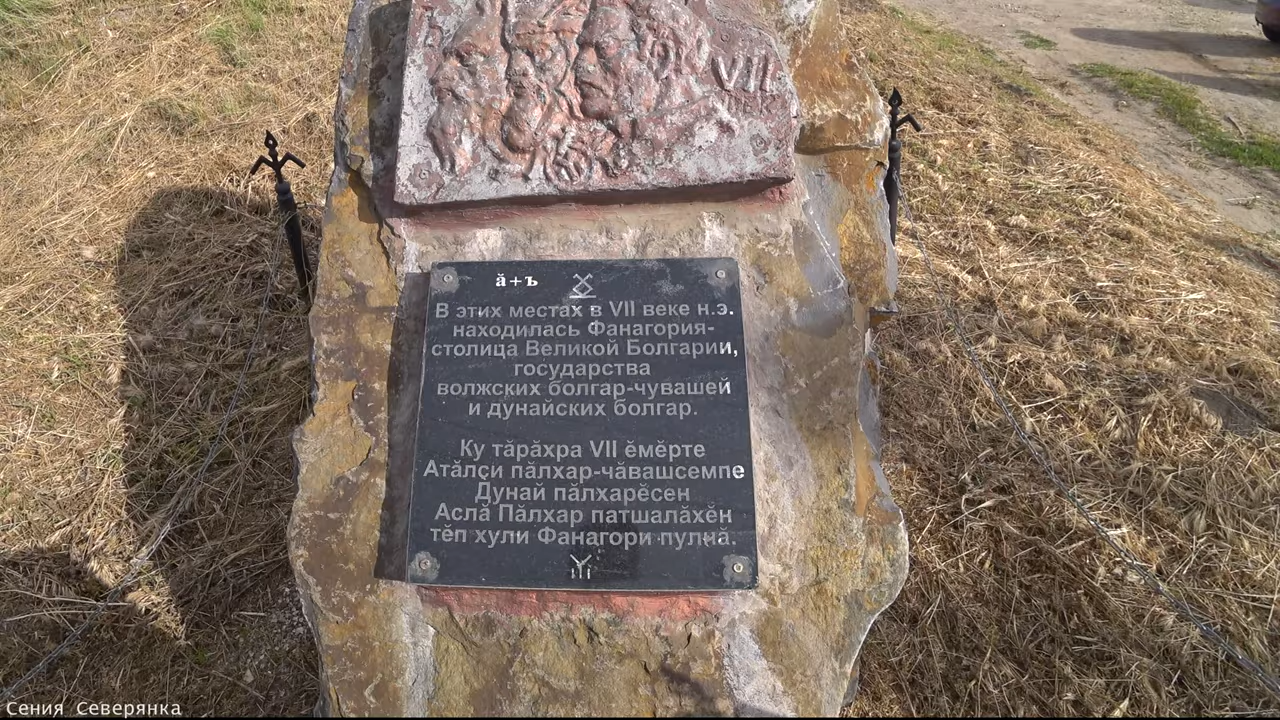 VII
ă+ъ
В этих местах в VII веке н.э.
находилась Фанагория-
столица Великой Болгарии,
государства
волжских болгар-чувашей
и дунайских болгар.
Ку тăрăхра VII ĕмĕрте
Атăлçи пăлхар-чăвашсемпе
Дунай пăлхарĕсен
Аслă Пăлхар патшалăхĕн
тĕп хули Фанагори пулнă.
Сения Северянка